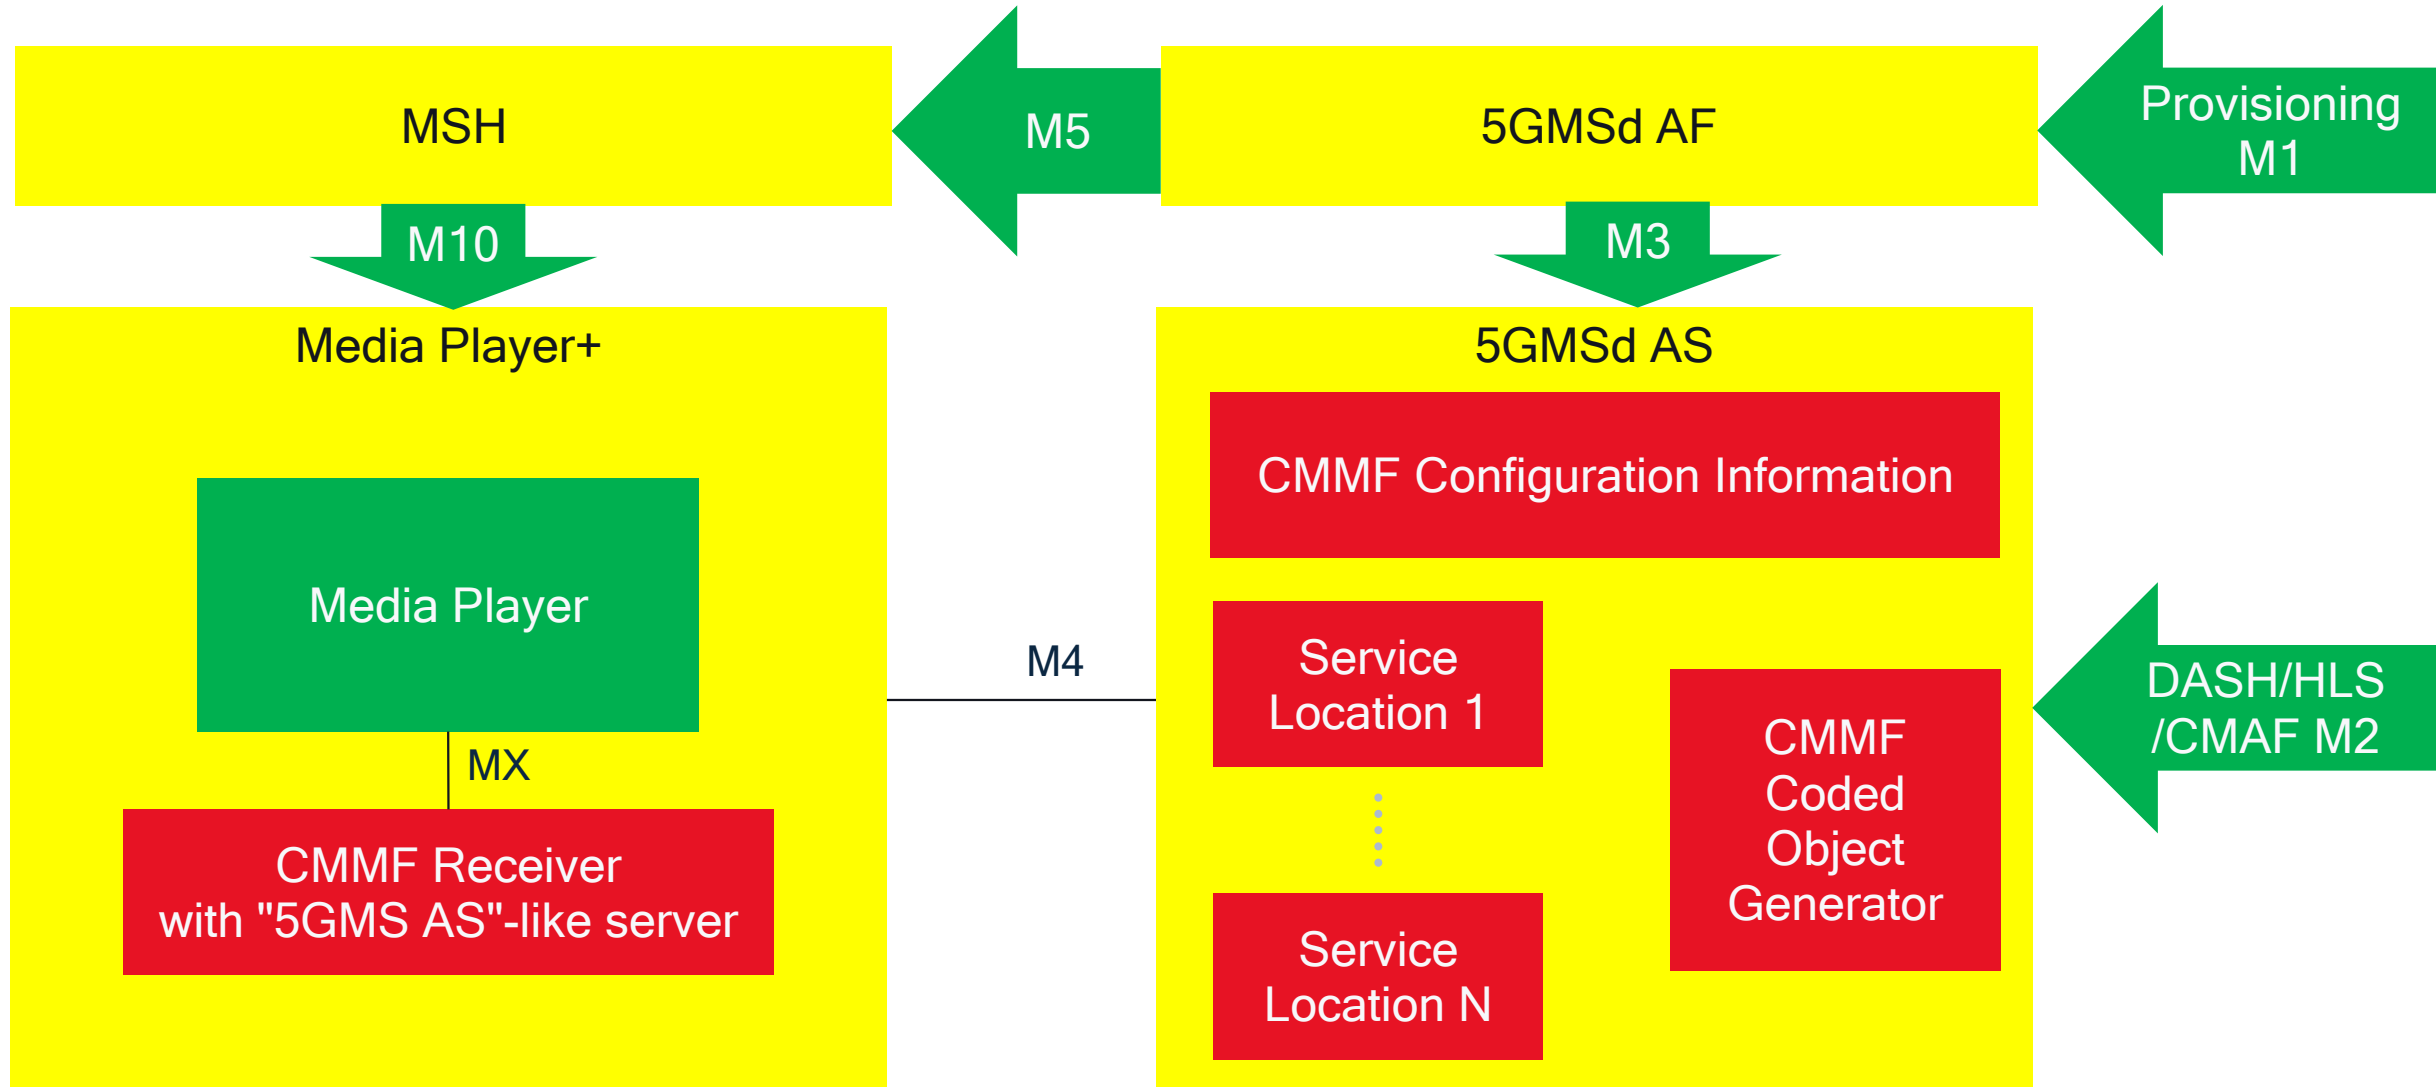 MSH
M5
5GMSd AF
Provisioning
M1
M10
M3
Media Player+
5GMSd AS
CMMF Configuration Information
Media Player
M4
Service
Location 1
CMMF
Coded
Object
Generator
DASH/HLS
/CMAF M2
MX
CMMF Receiver
with "5GMS AS"-like server
Service
Location N